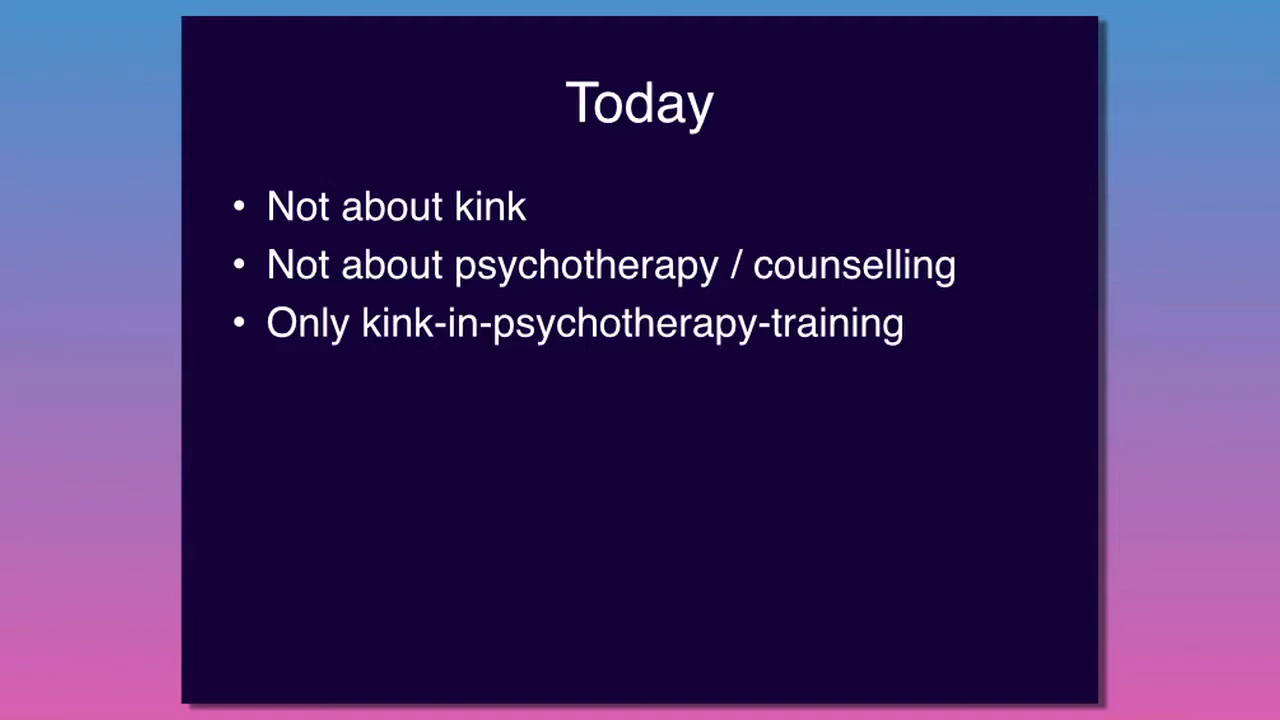 Today
• Not about kink
• Not about psychotherapy / counselling
• Only kink-in-psychotherapy-training